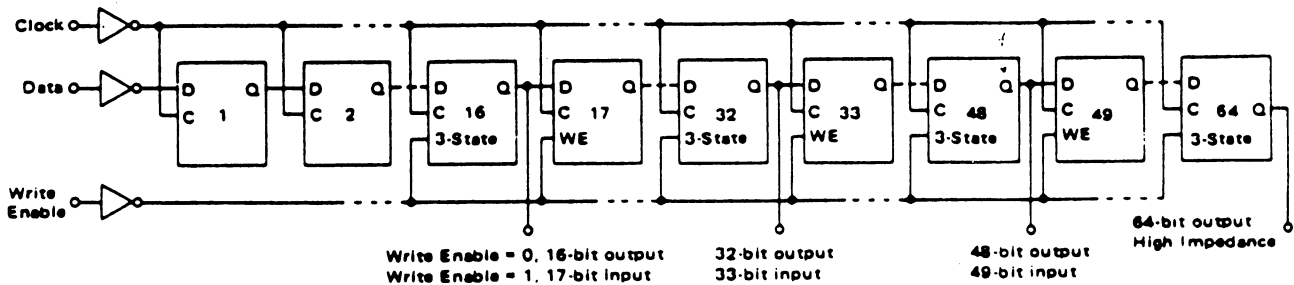 Clock
Data
Write
Enable
D Q
C 1
D Q
C 2
D Q
C 16
3-State
D Q
C 17
WE
D Q
C 32
3-State
D Q
C 33
WE
D Q
C 48
3-State
D Q
C 49
WE
D
C 64 Q
3-State
Write Enable = 0, 16-bit output
Write Enable = 1, 17-bit input
32-bit output
33-bit input
48-bit output
49-bit input
64-bit output
High Impedance